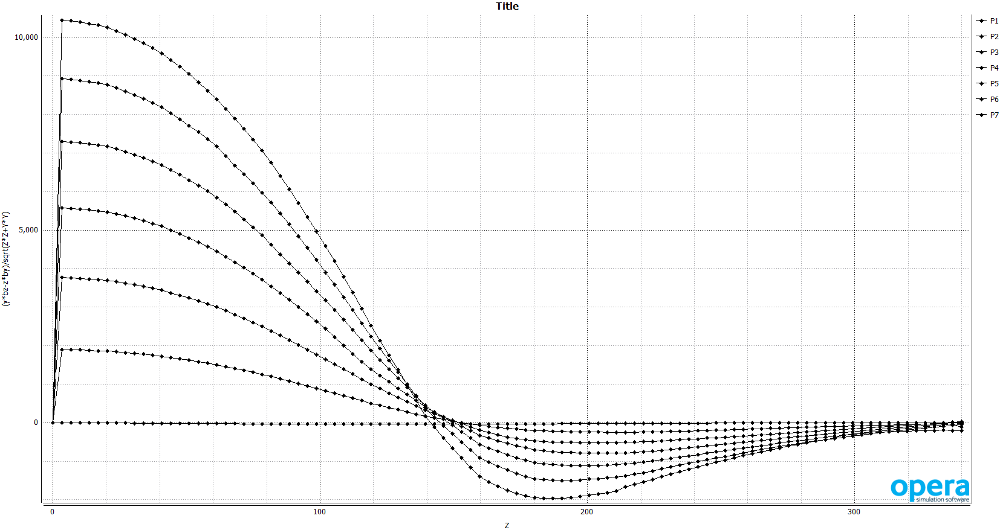 Title
10,000
5,000
0
(y*bz-z*by)/sqrt(Z*Z+Y*Y)
0
100
200
300
Z
P1
P2
P3
P4
P5
P6
P7
opera
simulation software